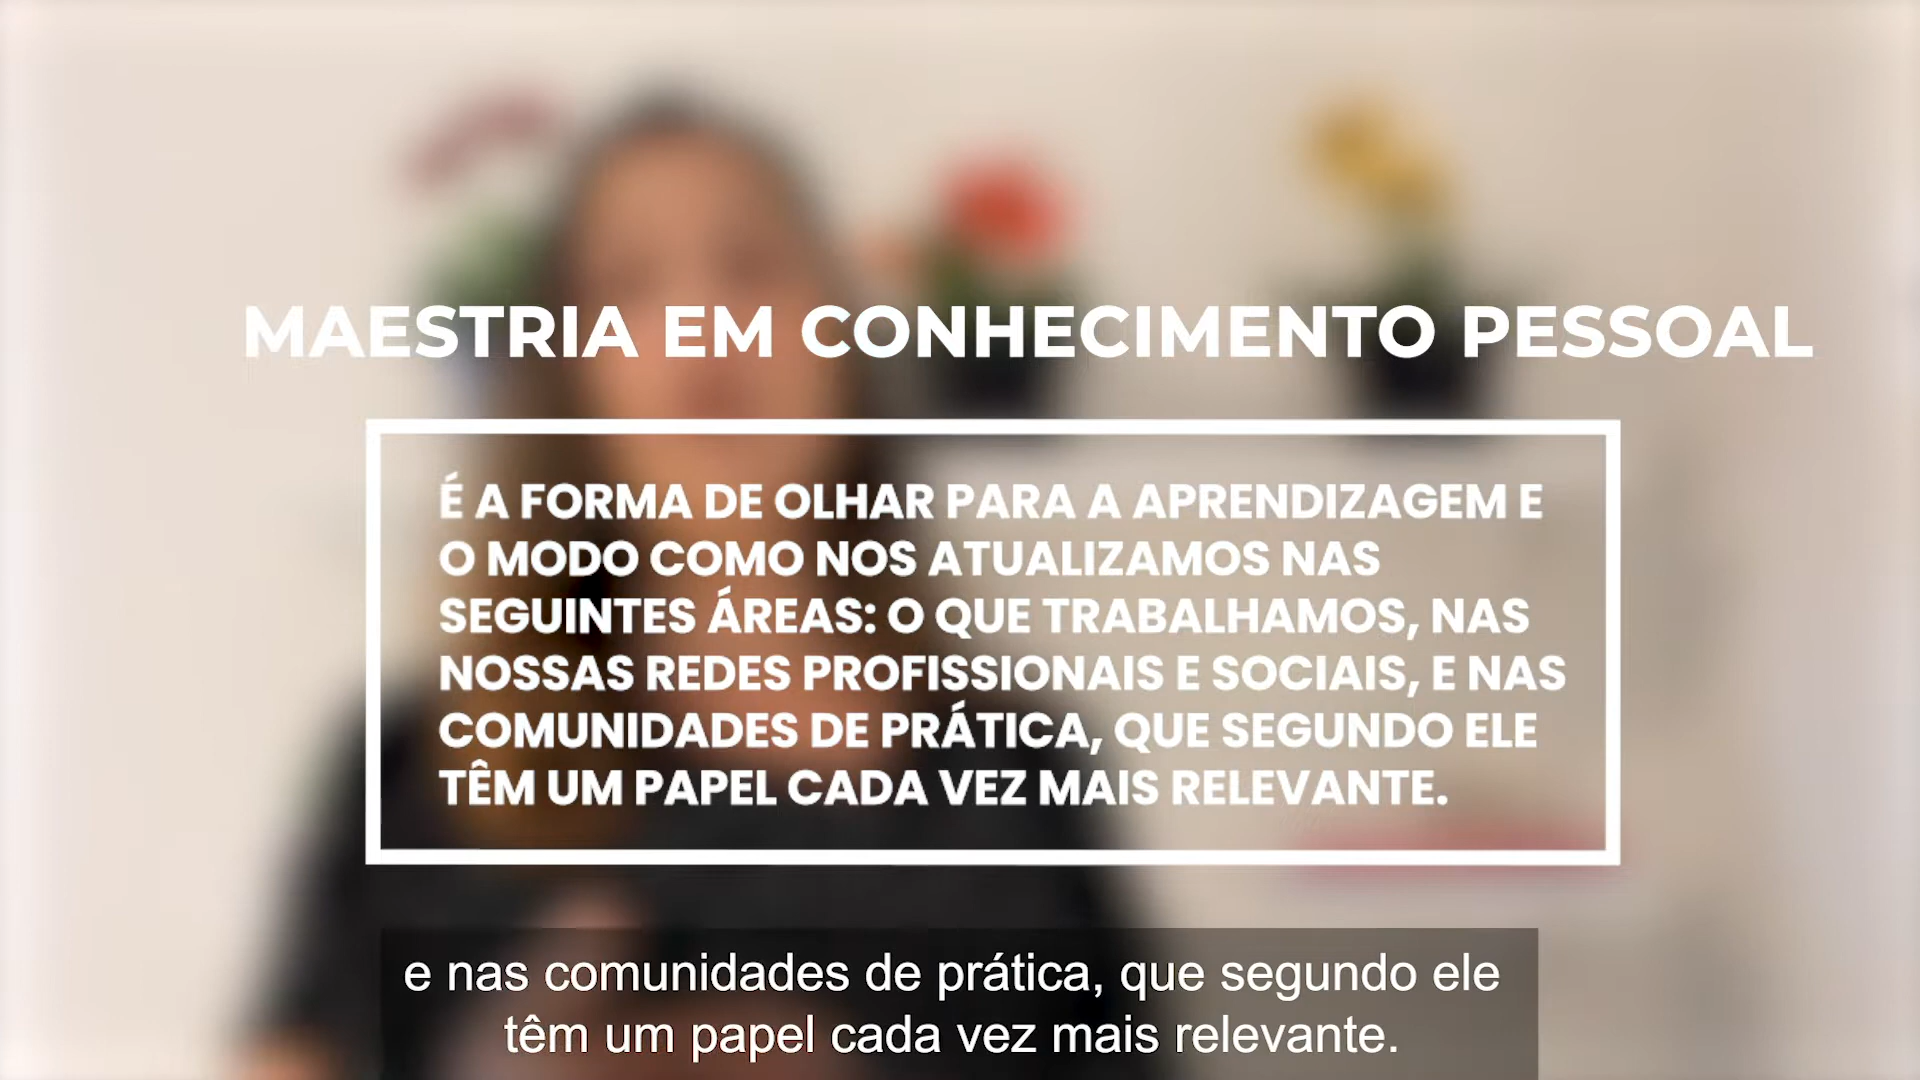 MAESTRIA EM CONHECIMENTO PESSOAL
É A FORMA DE OLHAR PARA A APRENDIZAGEM E
O MODO COMO NOS ATUALIZAMOS NAS
SEGUINTES ÁREAS: O QUE TRABALHAMOS, NAS
NOSSAS REDES PROFISSIONAIS E SOCIAIS, E NAS
COMUNIDADES DE PRÁTICA, QUE SEGUNDO ELE
TÊM UM PAPEL CADA VEZ MAIS RELEVANTE.
e nas comunidades de prática, que segundo ele
têm um papel cada vez mais relevante.